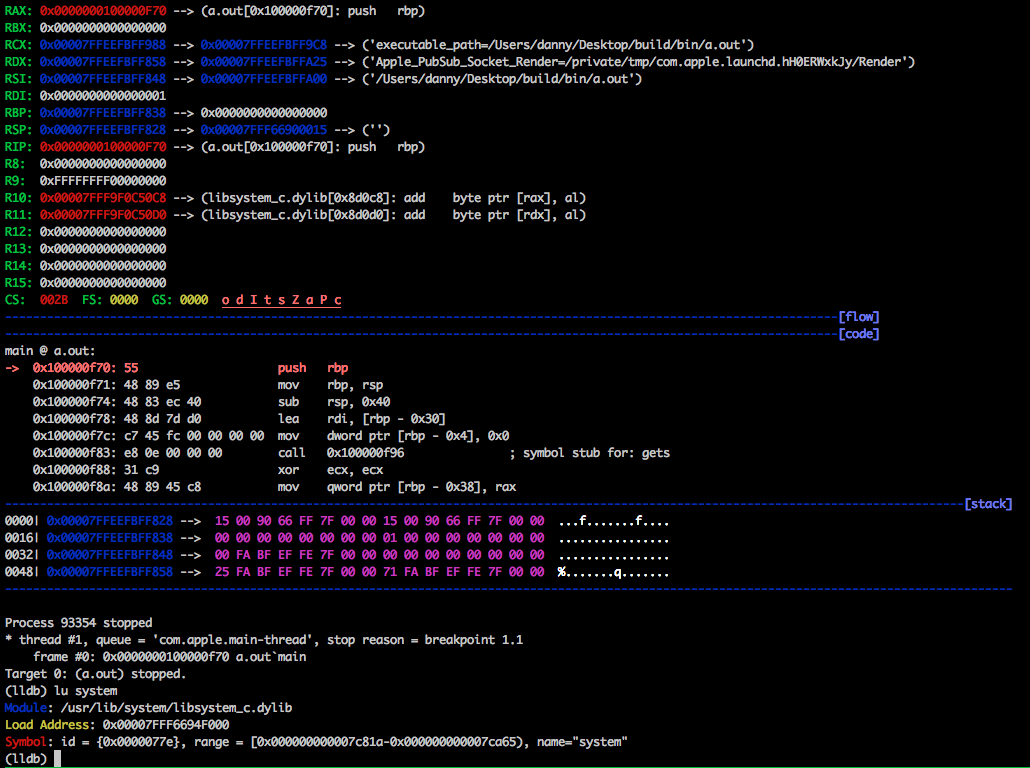 RAX: 0x0000000100000F70 --> (a.out[0x100000f70]: push   rbp)
RBX: 0x0000000000000000
RCX: 0x00007FFEEFBFF988 --> 0x00007FFEEFBFF9C8 --> ('executable_path=/Users/danny/Desktop/build/bin/a.out')
RDX: 0x00007FFEEFBFF858 --> 0x00007FFEEFBFFA25 --> ('Apple_PubSub_Socket_Render=/private/tmp/com.apple.launchd.hH0ERWxkJy/Render')
RSI: 0x00007FFEEFBFF848 --> 0x00007FFEEFBFFA00 --> ('/Users/danny/Desktop/build/bin/a.out')
RDI: 0x0000000000000001
RBP: 0x00007FFEEFBFF838 --> 0x0000000000000000
RSP: 0x00007FFEEFBFF828 --> 0x00007FFF66900015 --> ('')
RIP: 0x0000000100000F70 --> (a.out[0x100000f70]: push   rbp)
R8:  0x0000000000000000
R9:  0xFFFFFFFF00000000
R10: 0x00007FFF9F0C50C8 --> (libsystem_c.dylib[0x8d0c8]: add    byte ptr [rax], al)
R11: 0x00007FFF9F0C50D0 --> (libsystem_c.dylib[0x8d0d0]: add    byte ptr [rdx], al)
R12: 0x0000000000000000
R13: 0x0000000000000000
R14: 0x0000000000000000
R15: 0x0000000000000000
CS:  002B  FS: 0000  GS: 0000  o d I t s Z a P c
[flow]
[code]
main @ a.out:
->  0x100000f70: 55                    push   rbp
0x100000f71: 48 89 e5              mov    rbp, rsp
0x100000f74: 48 83 ec 40           sub    rsp, 0x40
0x100000f78: 48 8d 7d d0           lea    rdi, [rbp - 0x30]
0x100000f7c: c7 45 fc 00 00 00 00  mov    dword ptr [rbp - 0x4], 0x0
0x100000f83: e8 0e 00 00 00        call   0x100000f96               ; symbol stub for: gets
0x100000f88: 31 c9                 xor    ecx, ecx
0x100000f8a: 48 89 45 c8           mov    qword ptr [rbp - 0x38], rax
[stack]
0000| 0x00007FFEEFBFF828 -->  15 00 90 66 FF 7F 00 00 15 00 90 66 FF 7F 00 00  ...f.......f....
0016| 0x00007FFEEFBFF838 -->  00 00 00 00 00 00 00 00 01 00 00 00 00 00 00 00  ................
0032| 0x00007FFEEFBFF848 -->  00 FA BF EF FE 7F 00 00 00 00 00 00 00 00 00 00  ................
0048| 0x00007FFEEFBFF858 -->  25 FA BF EF FE 7F 00 00 71 FA BF EF FE 7F 00 00  %.......q.......
Process 93354 stopped
* thread #1, queue = 'com.apple.main-thread', stop reason = breakpoint 1.1
frame #0: 0x0000000100000f70 a.out`main
Target 0: (a.out) stopped.
(lldb) lu system
Module: /usr/lib/system/libsystem_c.dylib
Load Address: 0x00007FFF6694F000
Symbol: id = {0x0000077e}, range = [0x000000000007c81a-0x000000000007ca65), name="system"
(lldb)